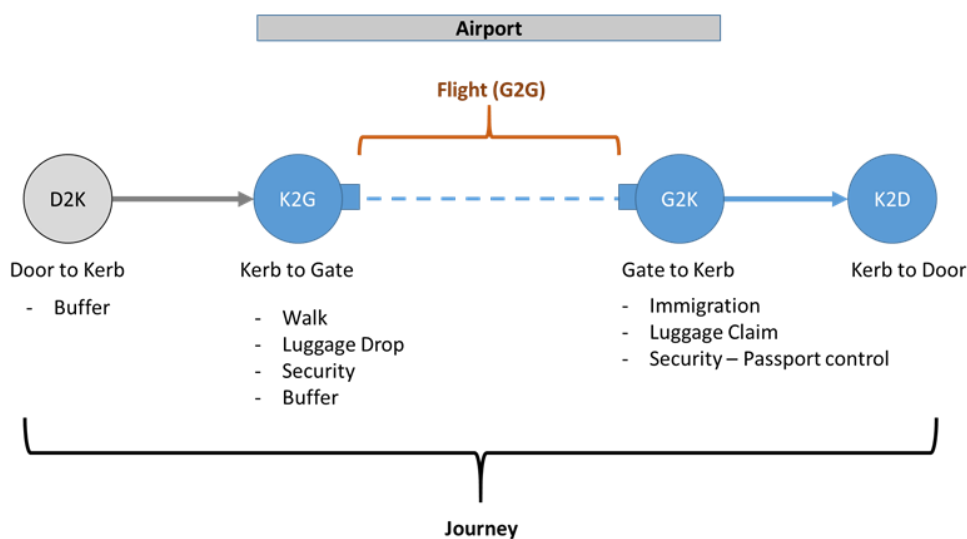 Airport
Flight (G2G)
D2K
K2G
G2K
K2D
Door to Kerb
- Buffer
Kerb to Gate
- Walk
- Luggage Drop
- Security
- Buffer
Gate to Kerb
- Immigration
- Luggage Claim
- Security – Passport control
Kerb to Door
Journey